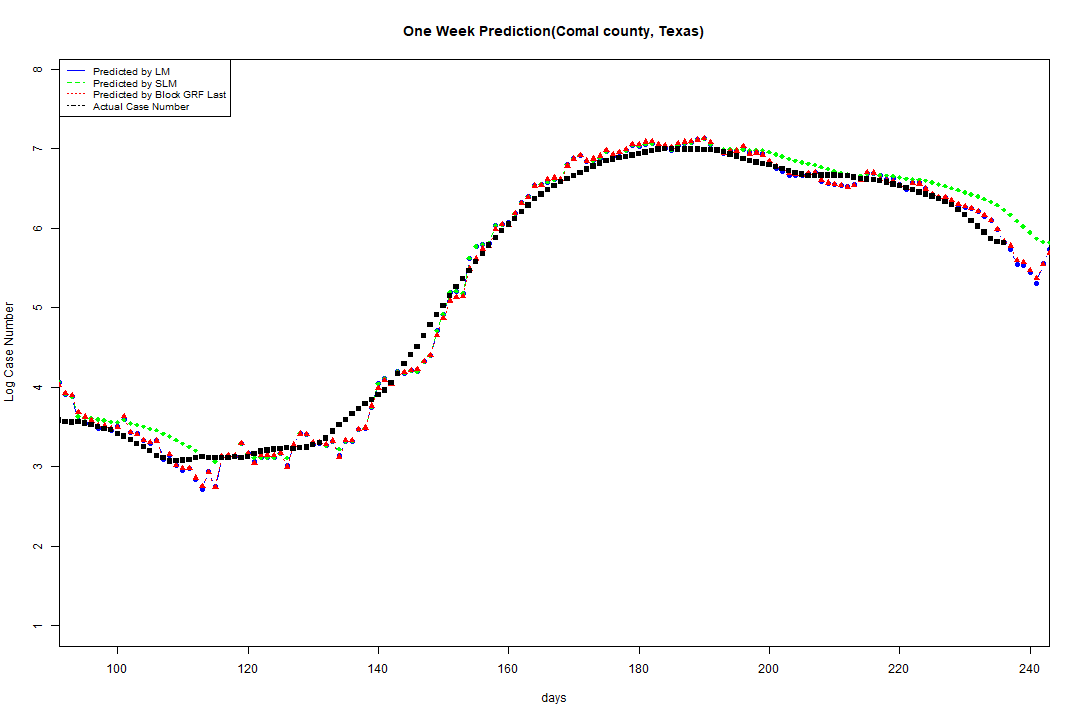 One Week Prediction(Comal county, Texas)
Predicted by LM
Predicted by SLM
Predicted by Block GRF Last
Actual Case Number
8
7
6
5
4
3
2
1
Log Case Number
100 120 140 160 180 200 220 240
days